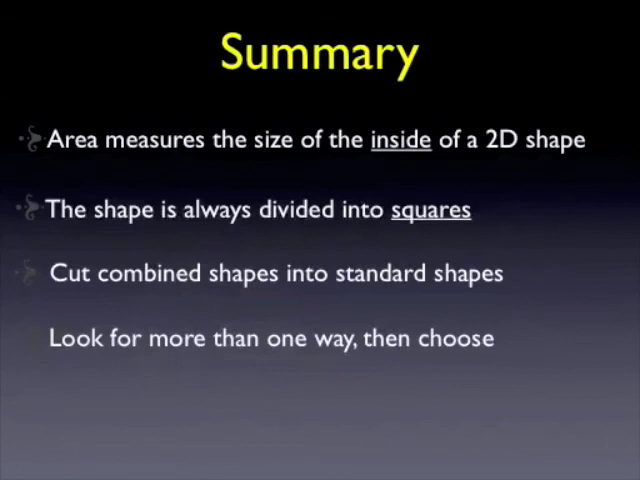 Summary
Area measures the size of the inside of a 2D shape
The shape is always divided into squares
Cut combined shapes into standard shapes
Look for more than one way, then choose